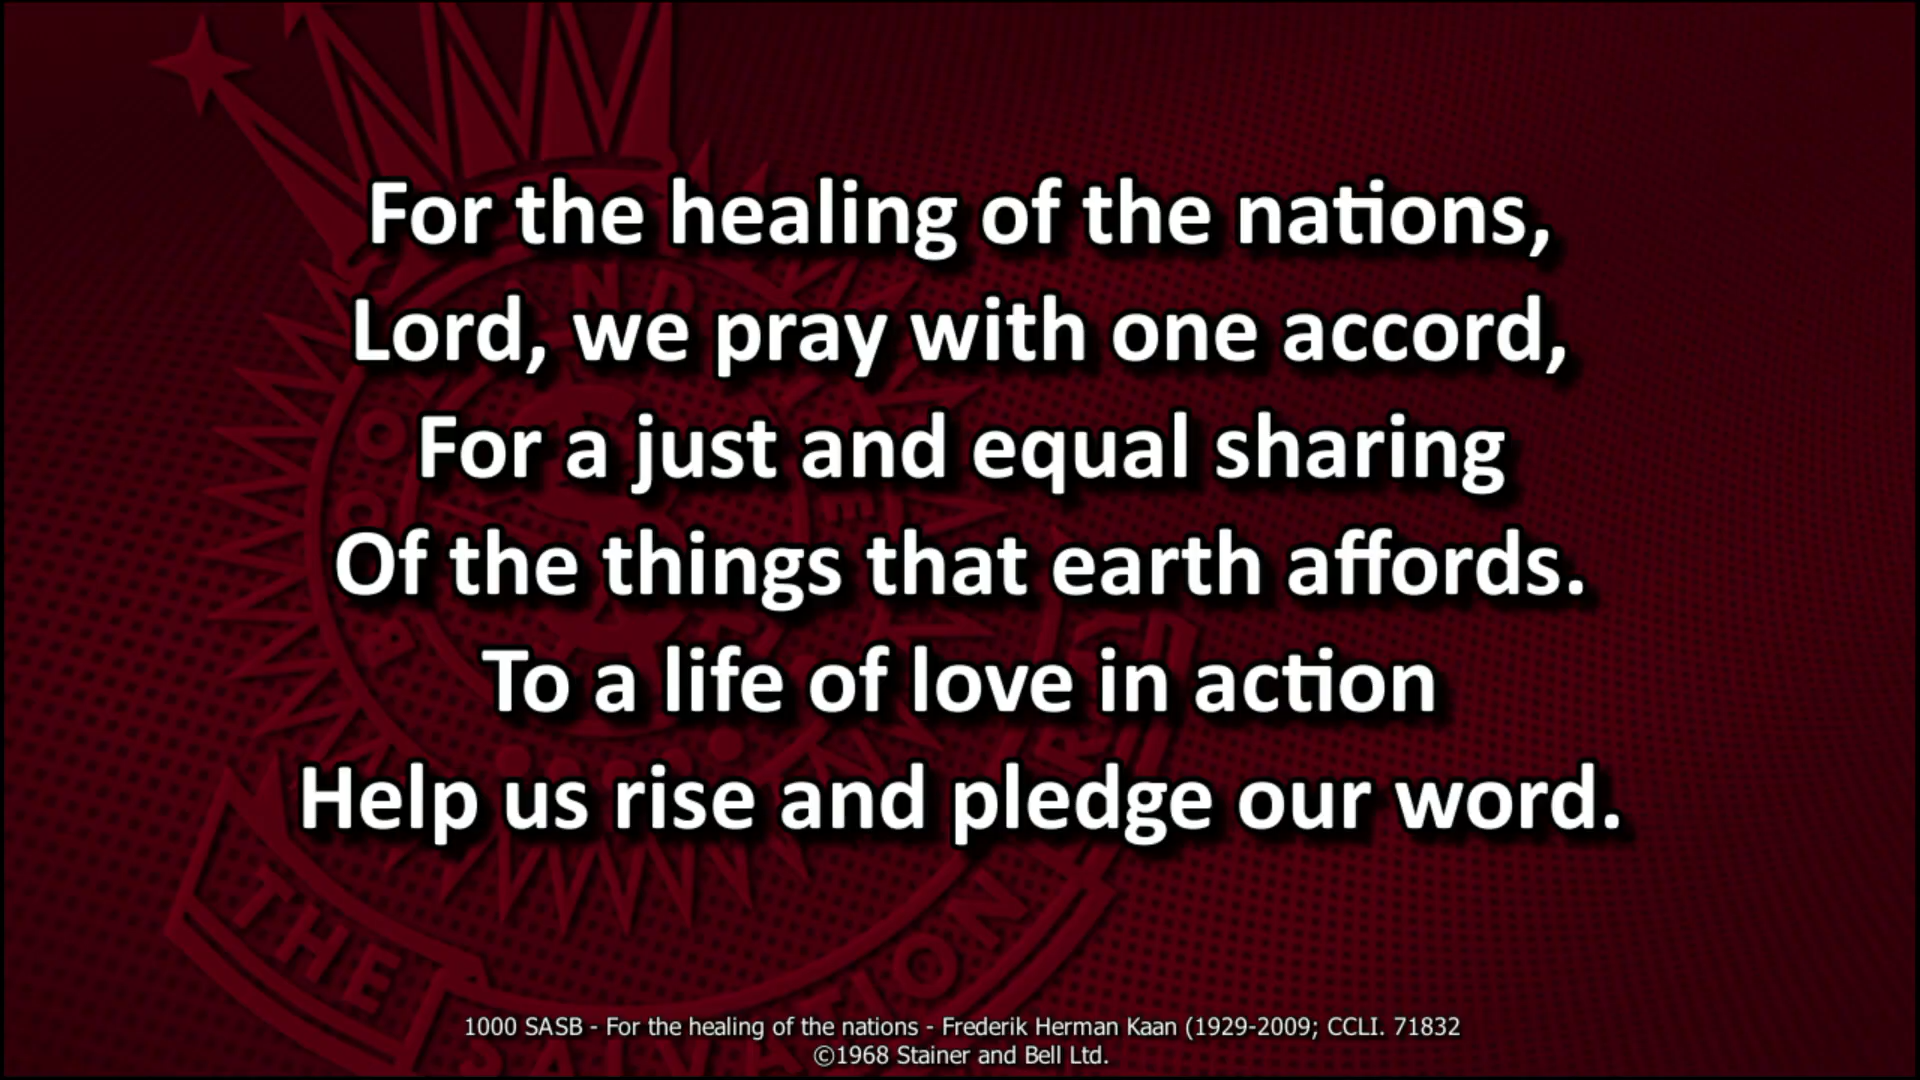 For the healing of the nations,
Lord, we pray with one accord,
For a just and equal sharing
Of the things that earth affords.
To a life of love in action
Help us rise and pledge our word.
THE SALVATION
1000 SASB - For the healing of the nations - Frederik Herman Kaan (1929-2009; CCLI. 71832
©1968 Stainer and Bell Ltd.